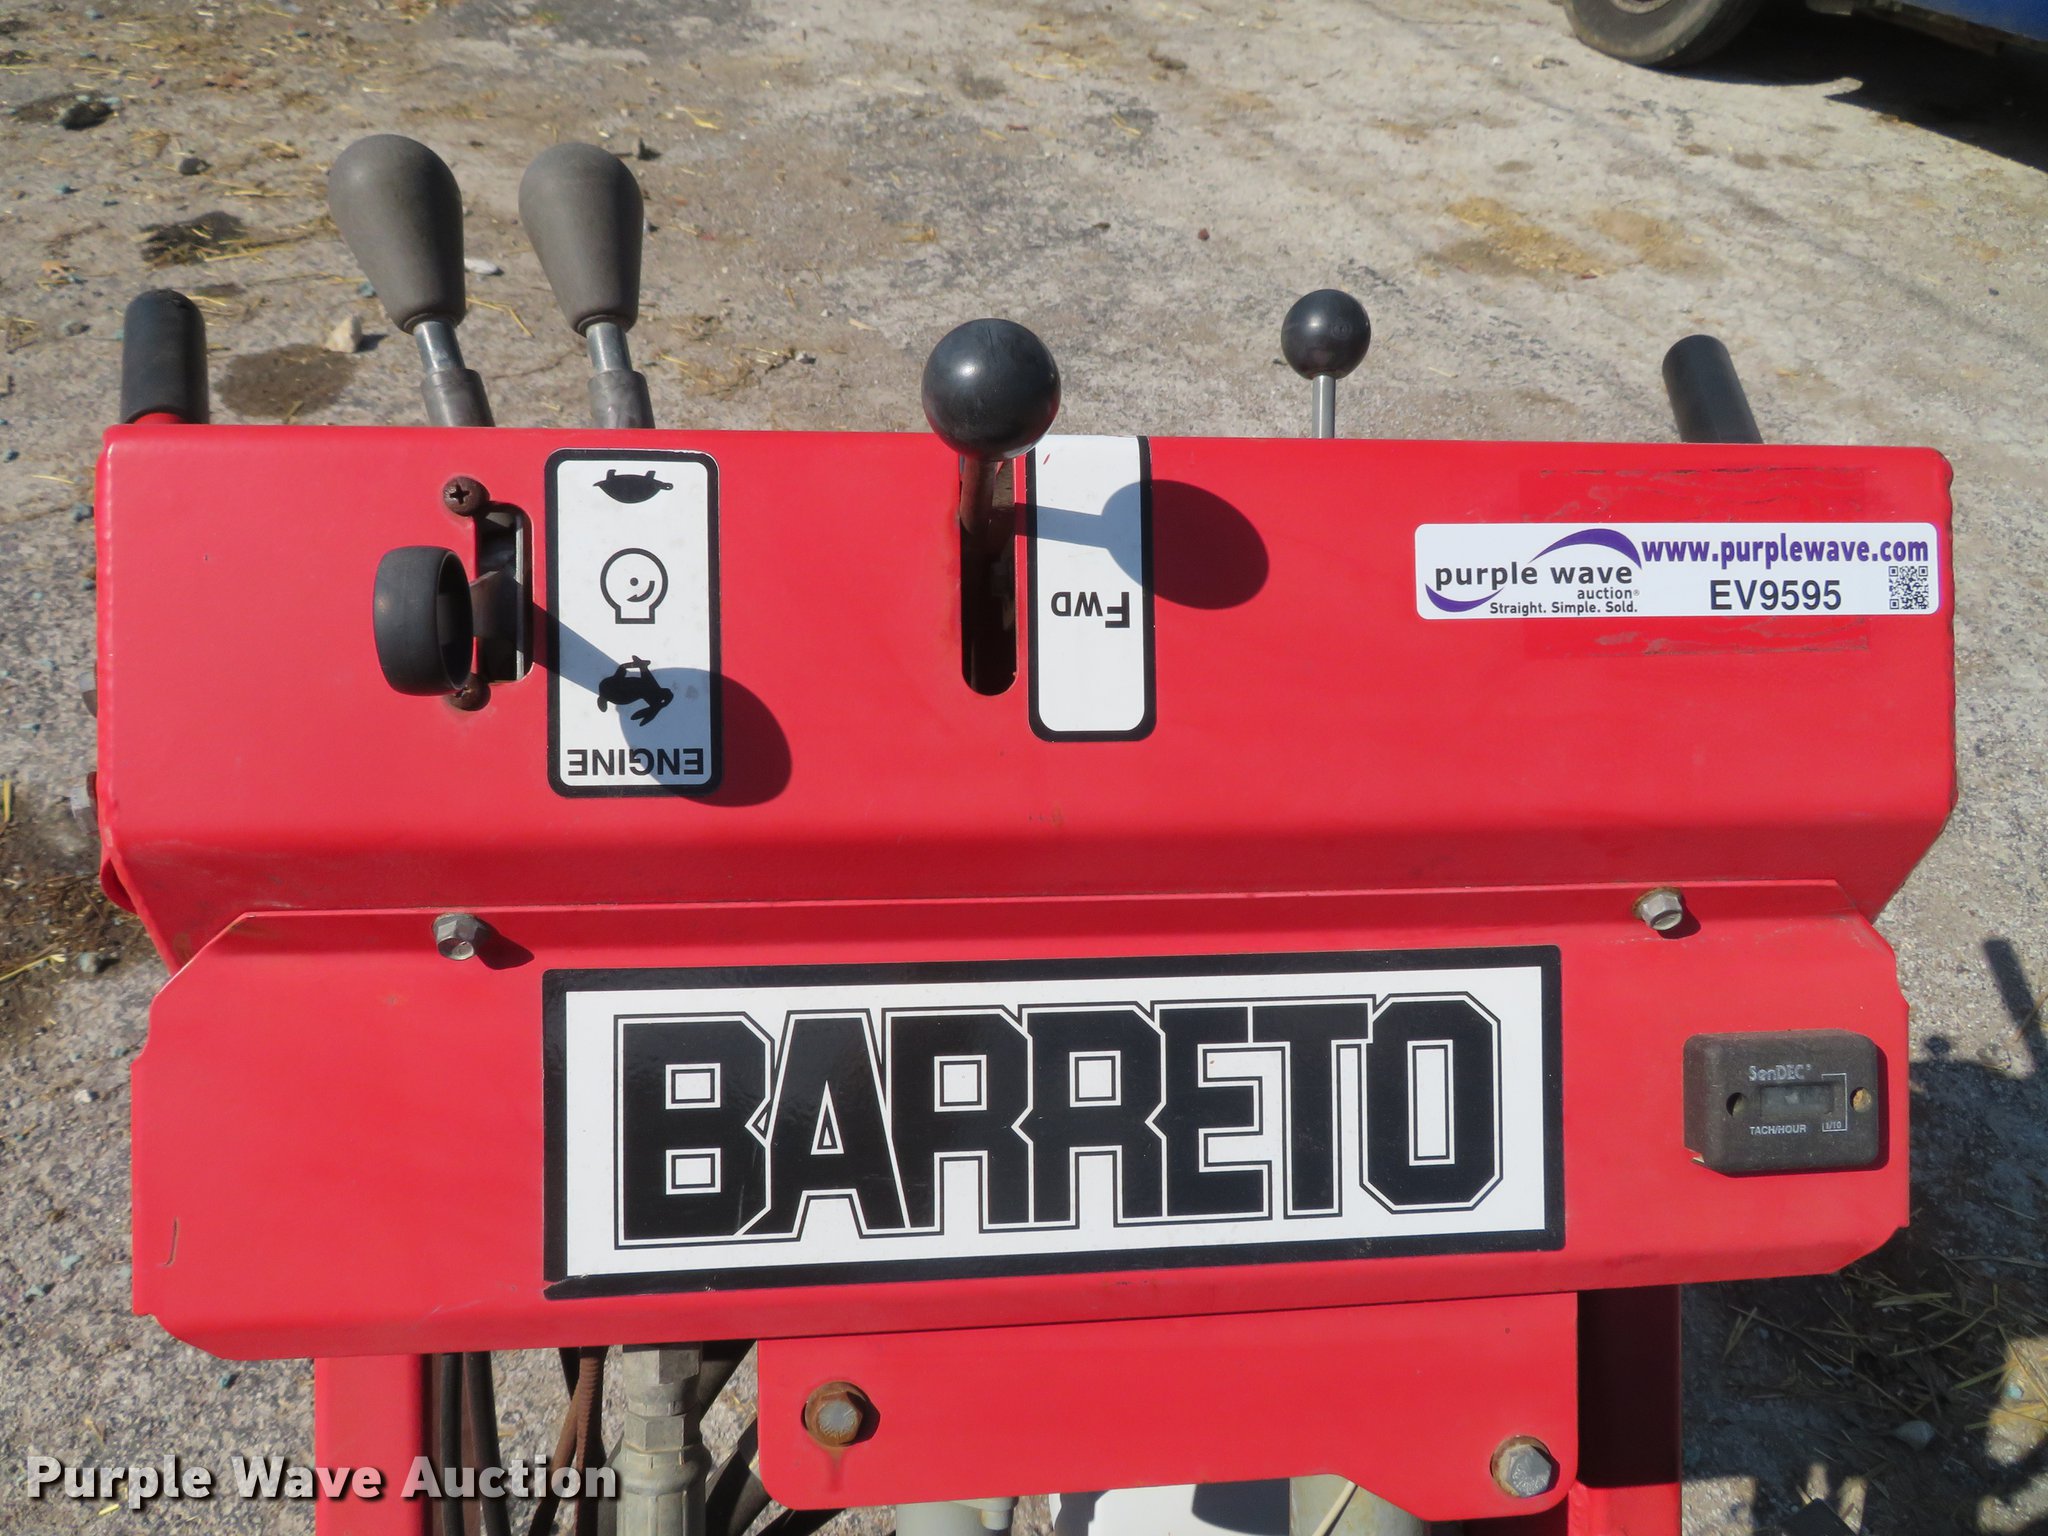 www.purplewave.com
purple wave
auction®
EV9595
Straight. Simple. Sold.
FWD
ENGINE
BARRETO
SenDEC®
TACH/HOUR 1/10
Purple Wave Auction